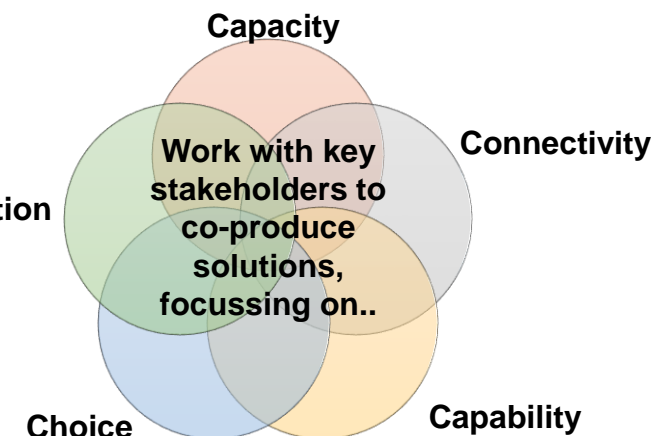 Capacity
Connectivity
Work with key
stakeholders to
co-produce
solutions,
focussing on..
tion
Choice
Capability